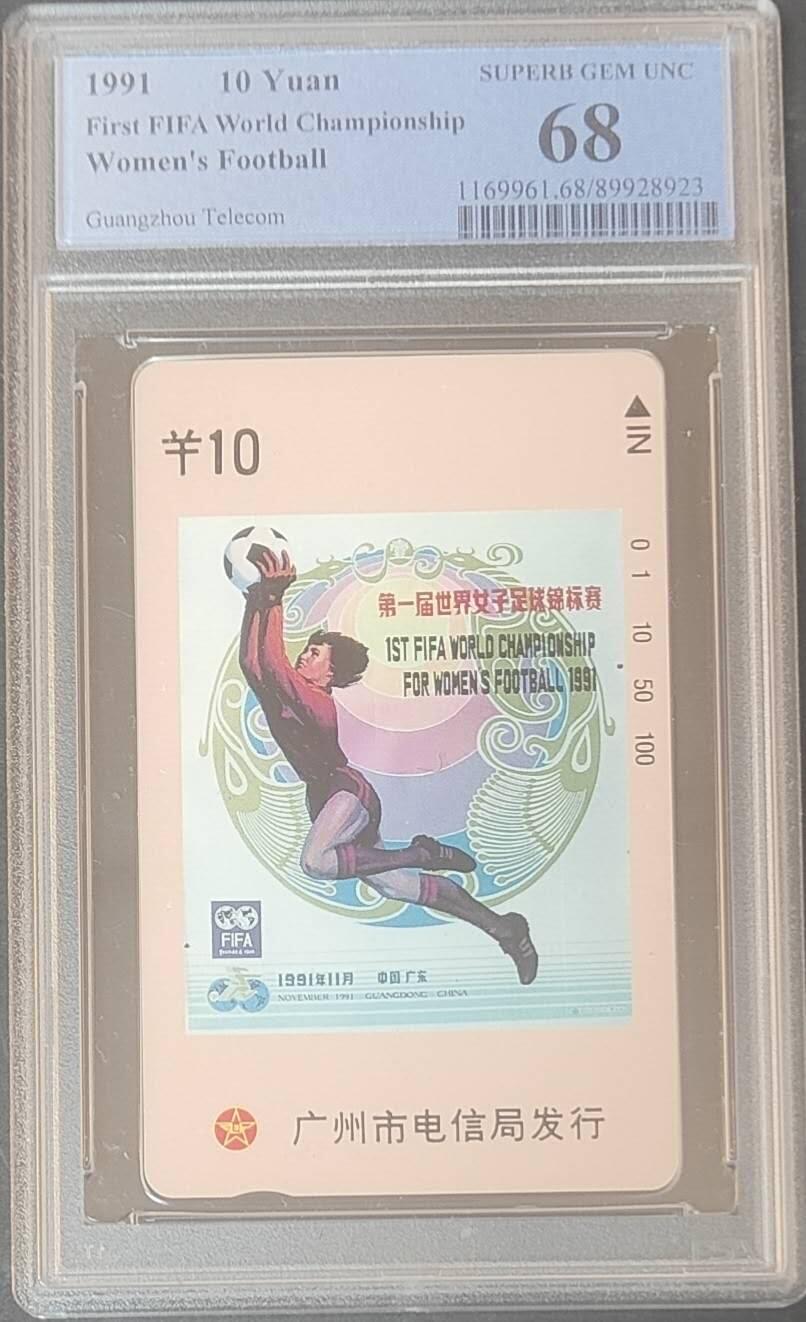 1991 10 Yuan
SUPERB GEM UNC
First FIFA World Championship
68
Women's Football
1169961.68/89928923
Guangzhou Telecom
¥10
IN
0 1 10 50 100
第一届世界女子足球锦标赛
1ST FIFA WORLD CHAMPIONSHIP
FOR WOMEN'S FOOTBALL 1991
FIFA
1991年11月 中国 广东
NOVEMBER 1991 GUANGDONG CHINA
广州市电信局发行